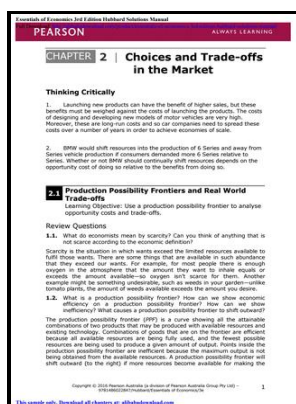 Essentials of Economics 3rd Edition Hubbard Solutions Manual
PEARSON
ALWAYS LEARNING
CHAPTER 2 | Choices and Trade-offs
in the Market
Thinking Critically
1. Launching new products can have the benefit of higher sales, but these
benefits must be weighed against the costs of launching the products. The costs
of designing and developing new models of motor vehicles are very high.
Moreover, these are long-run costs and so car companies need to spread these
costs over a number of years in order to achieve economies of scale.
2. BMW would shift resources into the production of 6 Series and away from
Series vehicle production if consumers demanded more 6 Series relative to
Series. Whether or not BMW should continually shift resources depends on the
opportunity cost of doing so relative to the benefits from doing so.
2.1 Production Possibility Frontiers and Real World
Trade-offs
Learning Objective: Use a production possibility frontier to analyse
opportunity costs and trade-offs.
Review Questions
1.1. What do economists mean by scarcity? Can you think of anything that is
not scarce according to the economic definition?
Scarcity is the situation in which wants exceed the limited resources available to
fulfil those wants. There are some things that are available in such abundance
that they exceed our wants. For example, for most people there is enough
oxygen in the atmosphere that the amount they want to inhale equals or
exceeds the amount available—so oxygen isn't scarce for them. Another
example might be something undesirable, such as weeds in your garden—unlike
tomato plants, the amount of weeds available exceeds the amount you desire.
1.2. What is a production possibility frontier? How can we show economic
efficiency on a production possibility frontier? How can we show
inefficiency? What causes a production possibility frontier to shift outward?
The production possibility frontier (PPF) is a curve showing all the attainable
combinations of two products that may be produced with available resources and
existing technology. Combinations of goods that are on the frontier are efficient
because all available resources are being fully used, and the fewest possible
resources are being used to produce a given amount of output. Points inside the
production possibility frontier are inefficient because the maximum output is not
being obtained from the available resources. A production possibility frontier will
shift outward (to the right) if more resources become available for making the
Copyright © 2016 Pearson Australia (a division of Pearson Australia Group Pty Ltd) –
9781486022847/Hubbard/Essentials of Economics/3e
1
This sample only, Download all chapters at: alibabadownload.com